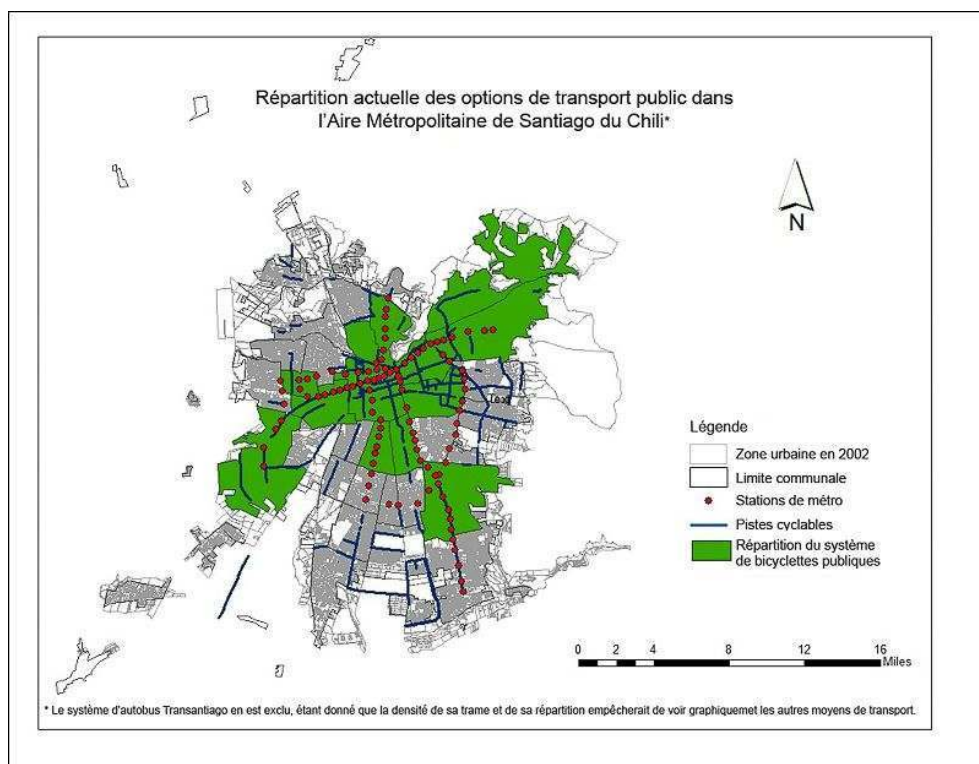 Répartition actuelle des options de transport public dans
l'Aire Métropolitaine de Santiago du Chili*
N
Légende
Zone urbaine en 2002
Limite communale
Stations de métro
Pistes cyclables
Répartition du système
de bicyclettes publiques
0 2 4 8 12 16
Miles
* Le système d'autobus Transantiago en est exclu, étant donné que la densité de sa trame et de sa répartition empêcherait de voir graphiquemet les autres moyens de transport.